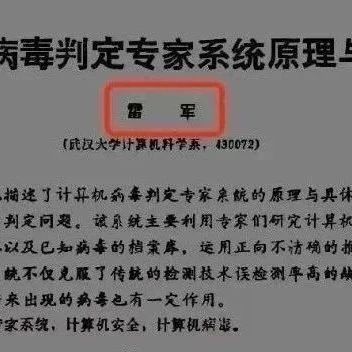 病毒判定专家系统原理与
雷 军
(武汉大学计算机科学系, 430072)
描述了计算机病毒判定专家系统的原理与具体
判定问题。该系统主要利用专家们研究计算机
以及已知病毒的档案库, 运用正向不精确的推
统不仅克服了传统的检测技术误检测率高的缺
来出现的病毒也有一定作用。
家系统, 计算机安全, 计算机病毒。